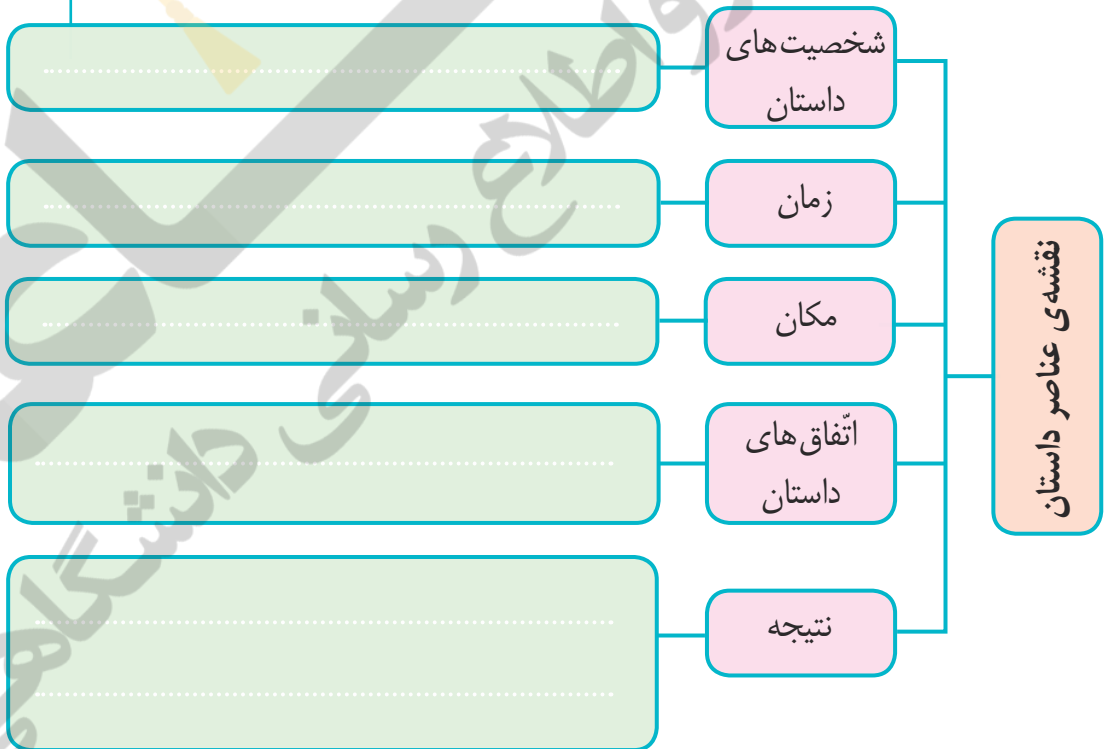 نقشه‌ی عناصر داستان
شخصیت‌های
داستان
زمان
مکان
اتّفاق‌های
داستان
نتیجه